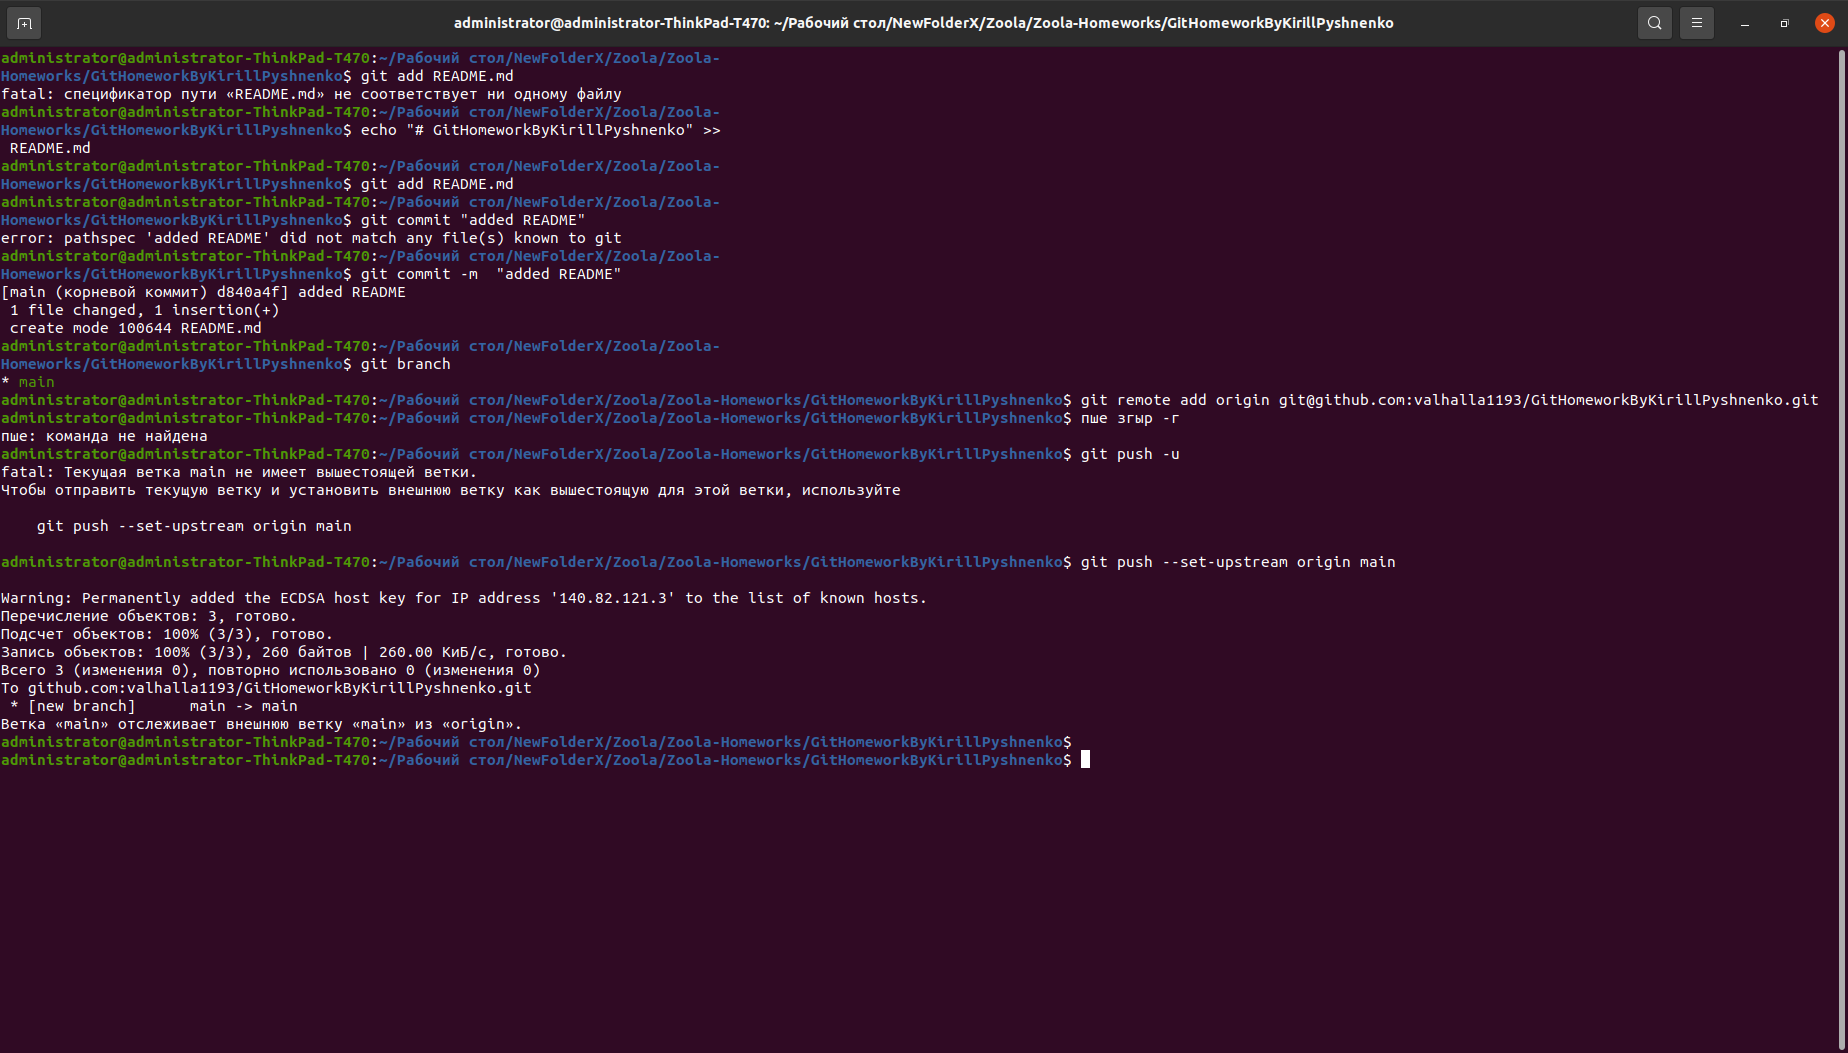 administrator@administrator-ThinkPad-T470: ~/Рабочий стол/NewFolderX/Zoola/Zoola-Homeworks/GitHomeworkByKirillPyshnenko
administrator@administrator-ThinkPad-T470:~/Рабочий стол/NewFolderX/Zoola/Zoola-
Homeworks/GitHomeworkByKirillPyshnenko$ git add README.md
fatal: спецификатор пути «README.md» не соответствует ни одному файлу
administrator@administrator-ThinkPad-T470:~/Рабочий стол/NewFolderX/Zoola/Zoola-
Homeworks/GitHomeworkByKirillPyshnenko$ echo "# GitHomeworkByKirillPyshnenko" >>
 README.md
administrator@administrator-ThinkPad-T470:~/Рабочий стол/NewFolderX/Zoola/Zoola-
Homeworks/GitHomeworkByKirillPyshnenko$ git add README.md
administrator@administrator-ThinkPad-T470:~/Рабочий стол/NewFolderX/Zoola/Zoola-
Homeworks/GitHomeworkByKirillPyshnenko$ git commit "added README"
error: pathspec 'added README' did not match any file(s) known to git
administrator@administrator-ThinkPad-T470:~/Рабочий стол/NewFolderX/Zoola/Zoola-
Homeworks/GitHomeworkByKirillPyshnenko$ git commit -m  "added README"
[main (корневой коммит) d840a4f] added README
 1 file changed, 1 insertion(+)
 create mode 100644 README.md
administrator@administrator-ThinkPad-T470:~/Рабочий стол/NewFolderX/Zoola/Zoola-
Homeworks/GitHomeworkByKirillPyshnenko$ git branch
* main
administrator@administrator-ThinkPad-T470:~/Рабочий стол/NewFolderX/Zoola/Zoola-Homeworks/GitHomeworkByKirillPyshnenko$ git remote add origin git@github.com:valhalla1193/GitHomeworkByKirillPyshnenko.git
administrator@administrator-ThinkPad-T470:~/Рабочий стол/NewFolderX/Zoola/Zoola-Homeworks/GitHomeworkByKirillPyshnenko$ пше згыр -г
пше: команда не найдена
administrator@administrator-ThinkPad-T470:~/Рабочий стол/NewFolderX/Zoola/Zoola-Homeworks/GitHomeworkByKirillPyshnenko$ git push -u
fatal: Текущая ветка main не имеет вышестоящей ветки.
Чтобы отправить текущую ветку и установить внешнюю ветку как вышестоящую для этой ветки, используйте
    git push --set-upstream origin main
administrator@administrator-ThinkPad-T470:~/Рабочий стол/NewFolderX/Zoola/Zoola-Homeworks/GitHomeworkByKirillPyshnenko$ git push --set-upstream origin main
Warning: Permanently added the ECDSA host key for IP address '140.82.121.3' to the list of known hosts.
Перечисление объектов: 3, готово.
Подсчет объектов: 100% (3/3), готово.
Запись объектов: 100% (3/3), 260 байтов | 260.00 КиБ/с, готово.
Всего 3 (изменения 0), повторно использовано 0 (изменения 0)
To github.com:valhalla1193/GitHomeworkByKirillPyshnenko.git
 * [new branch]      main -> main
Ветка «main» отслеживает внешнюю ветку «main» из «origin».
administrator@administrator-ThinkPad-T470:~/Рабочий стол/NewFolderX/Zoola/Zoola-Homeworks/GitHomeworkByKirillPyshnenko$
administrator@administrator-ThinkPad-T470:~/Рабочий стол/NewFolderX/Zoola/Zoola-Homeworks/GitHomeworkByKirillPyshnenko$